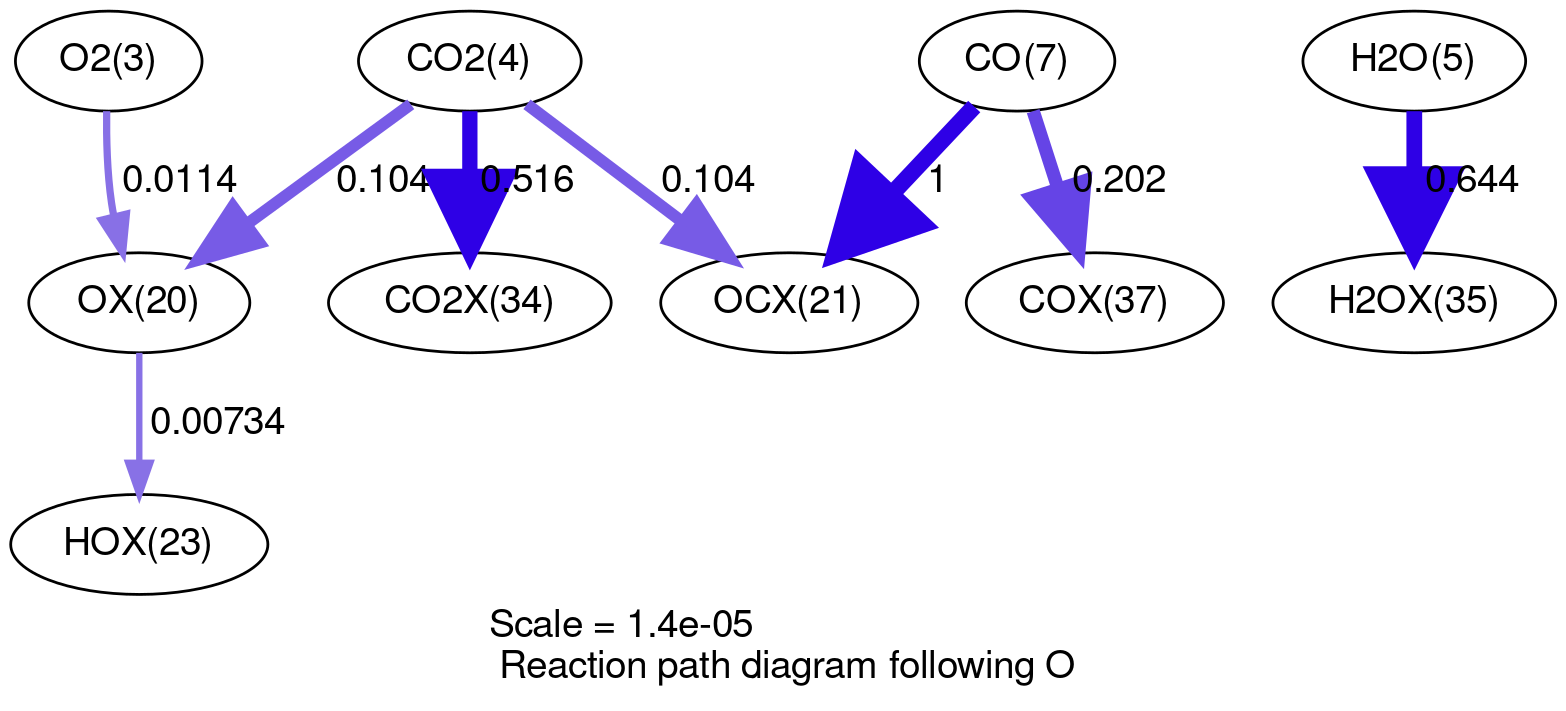 O2(3) CO2(4) CO(7) H2O(5)
0.0114 0.104 0.516 0.104 1 0.202 0.644
OX(20) CO2X(34) OCX(21) COX(37) H2OX(35)
0.00734
HOX(23)
Scale = 1.4e-05
Reaction path diagram following O